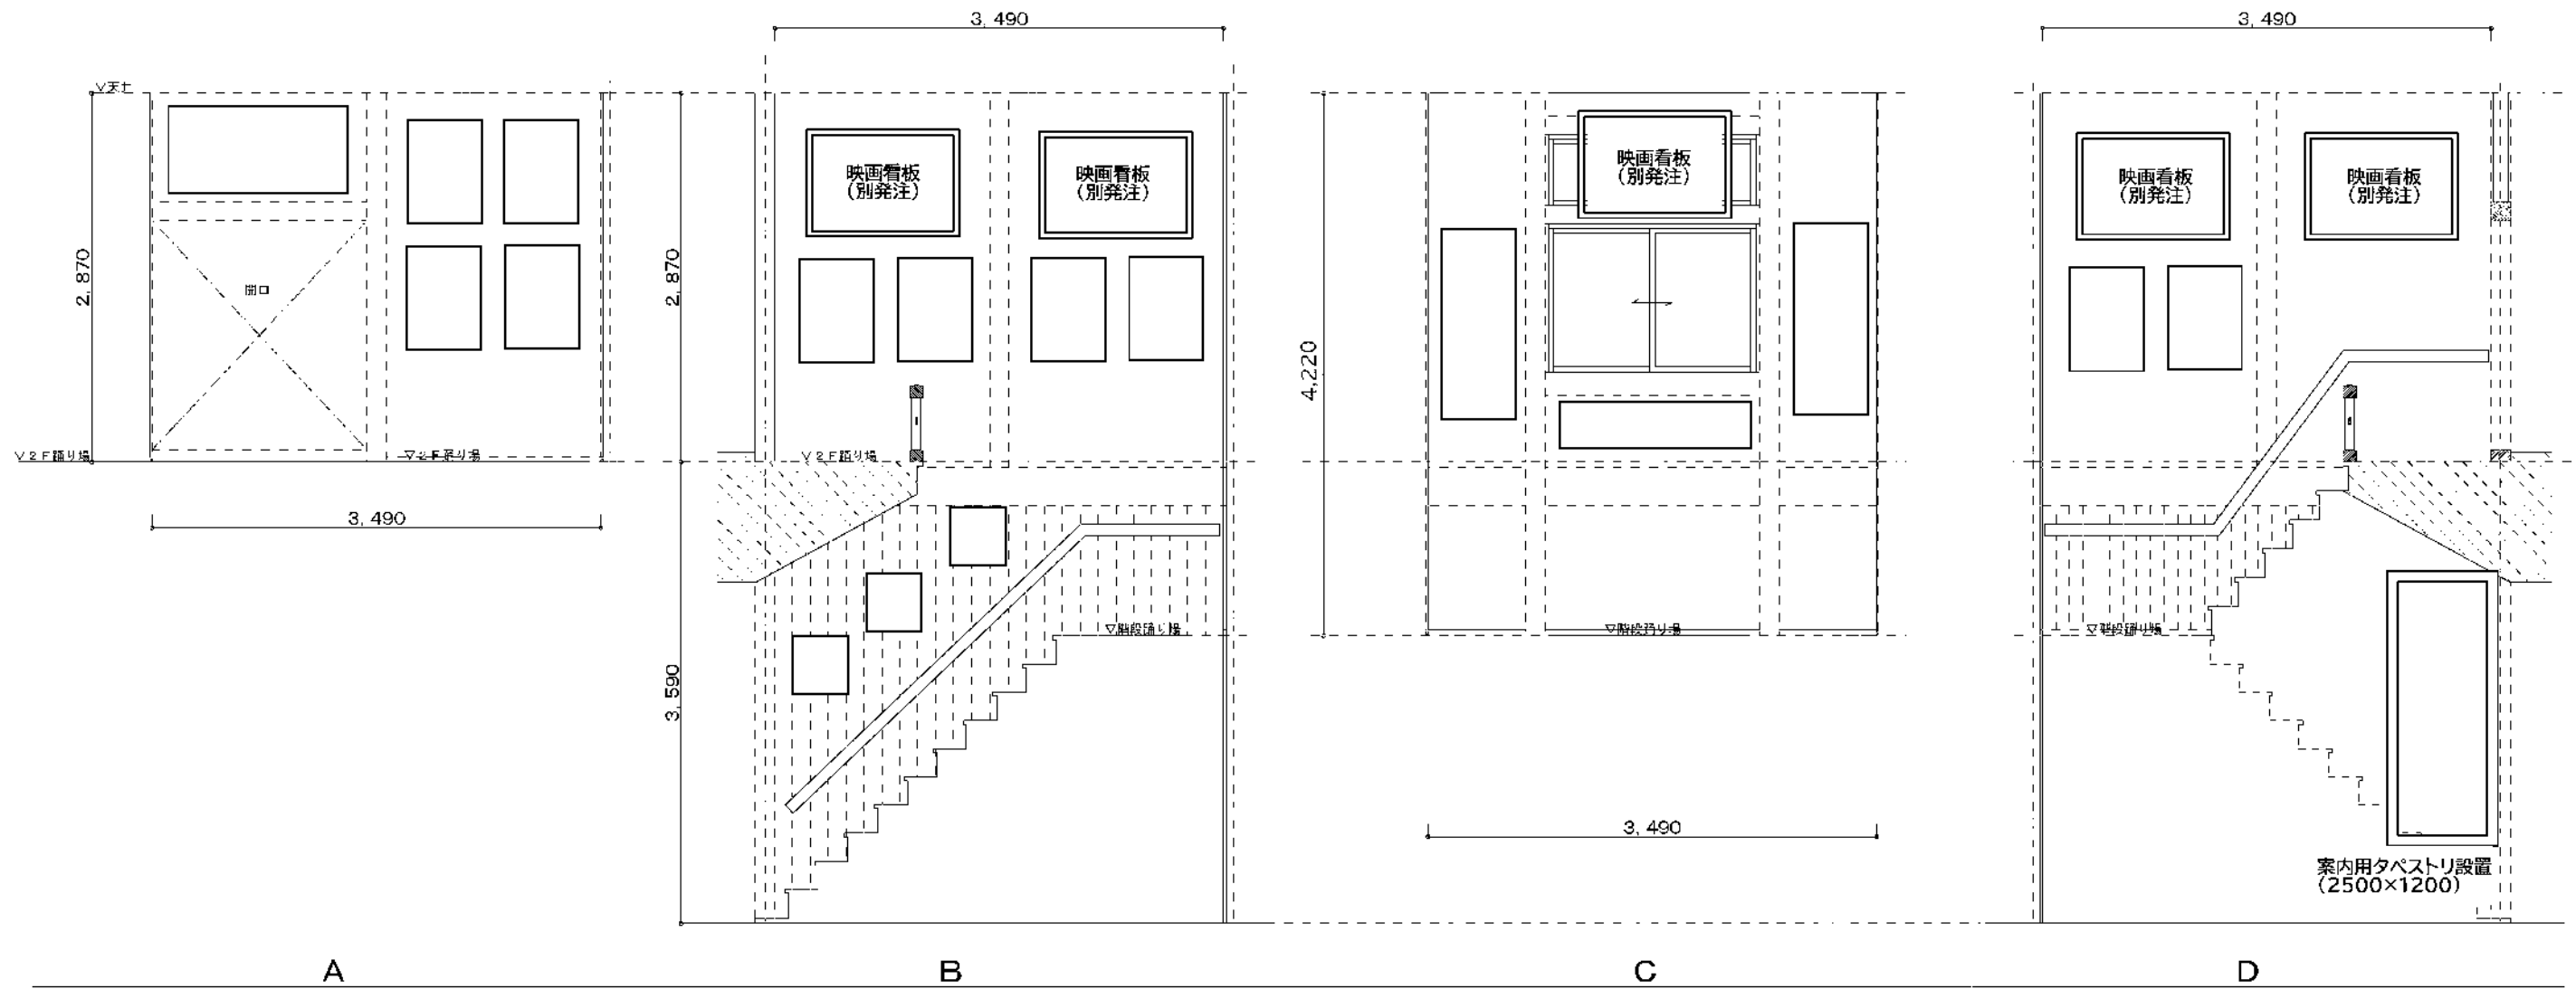 3,490
3,490
▽天井
映画看板
(別発注)
映画看板
(別発注)
映画看板
(別発注)
映画看板
(別発注)
映画看板
(別発注)
2,870
開口
2,870
4,220
▽2F踊り場
▽2F踊り場
▽2F踊り場
3,490
▽階段踊り場
▽階段踊り場
▽階段踊り場
3,590
3,490
案内用タペストリ設置
(2500×1200)
A
B
C
D